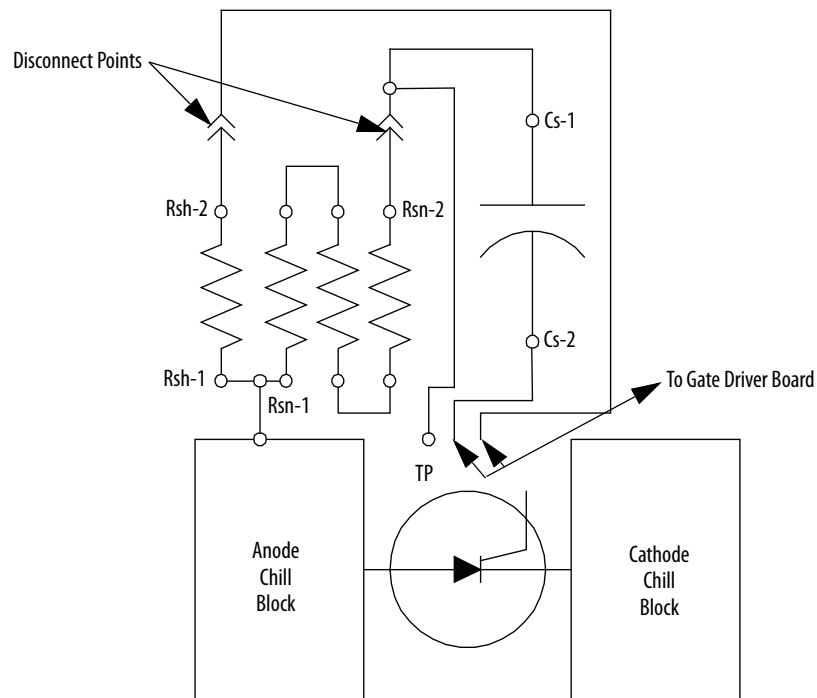 Disconnect Points
Cs-1
Rsh-2
Rsn-2
Cs-2
Rsh-1
Rsn-1
To Gate Driver Board
TP
Anode
Chill
Block
Cathode
Chill
Block